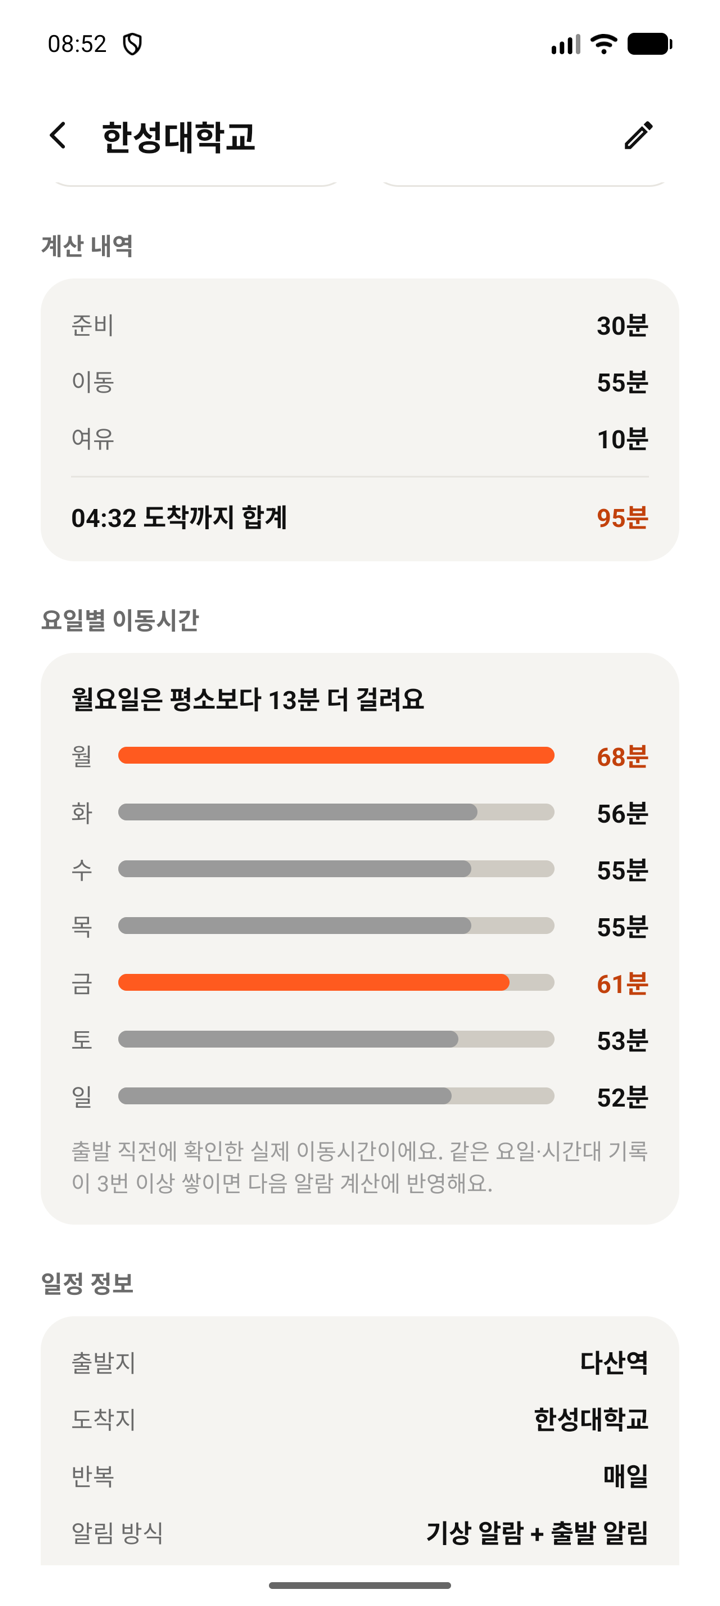 08:52
한성대학교
계산 내역
준비 30분
이동 55분
여유 10분
04:32 도착까지 합계 95분
요일별 이동시간
월요일은 평소보다 13분 더 걸려요
월 68분
화 56분
수 55분
목 55분
금 61분
토 53분
일 52분
출발 직전에 확인한 실제 이동시간이에요. 같은 요일·시간대 기록
이 3번 이상 쌓이면 다음 알람 계산에 반영해요.
일정 정보
출발지 다산역
도착지 한성대학교
반복 매일
알림 방식 기상 알람 + 출발 알림